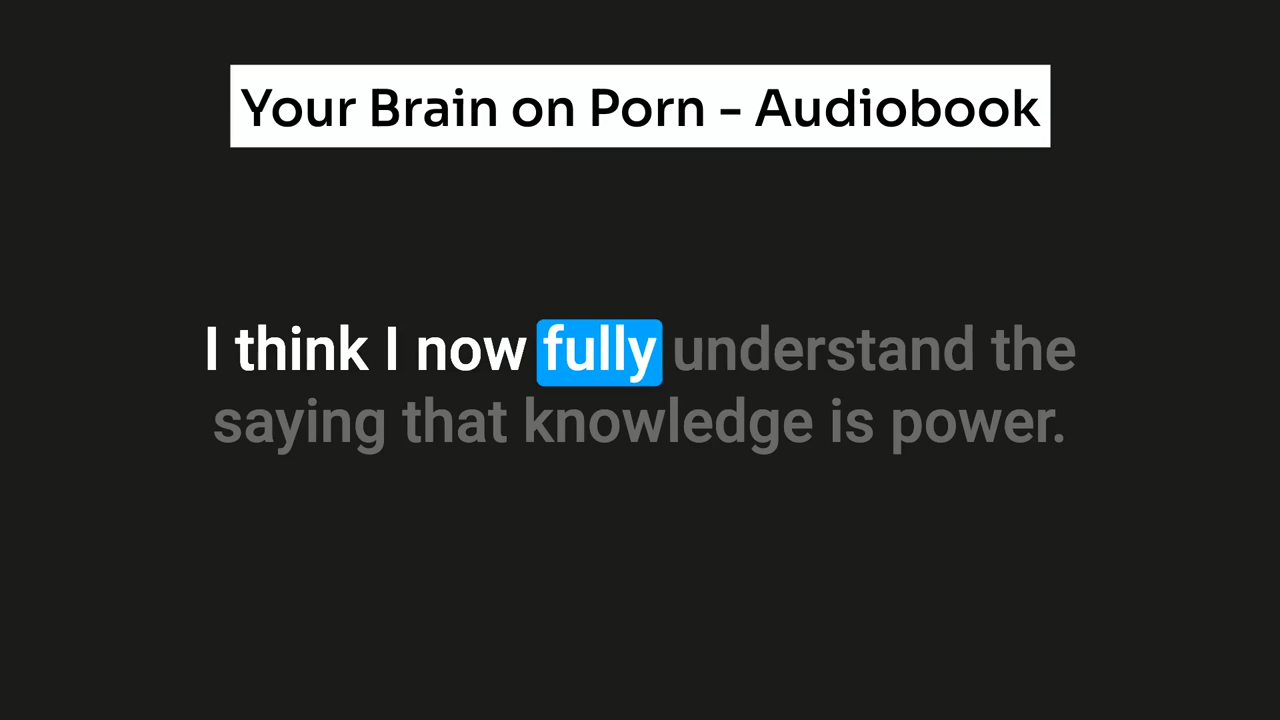 Your Brain on Porn - Audiobook
I think I now fully understand the
saying that knowledge is power.